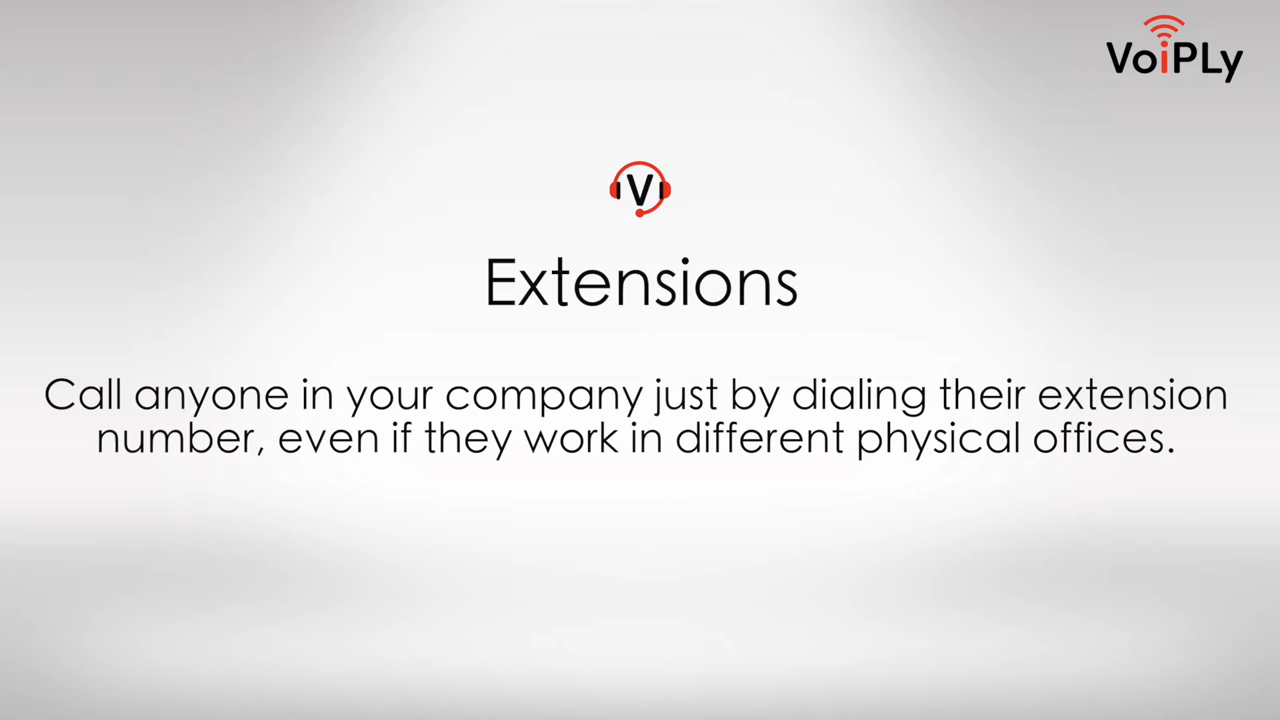 VoiPLy
V
Extensions
Call anyone in your company just by dialing their extension
number, even if they work in different physical offices.